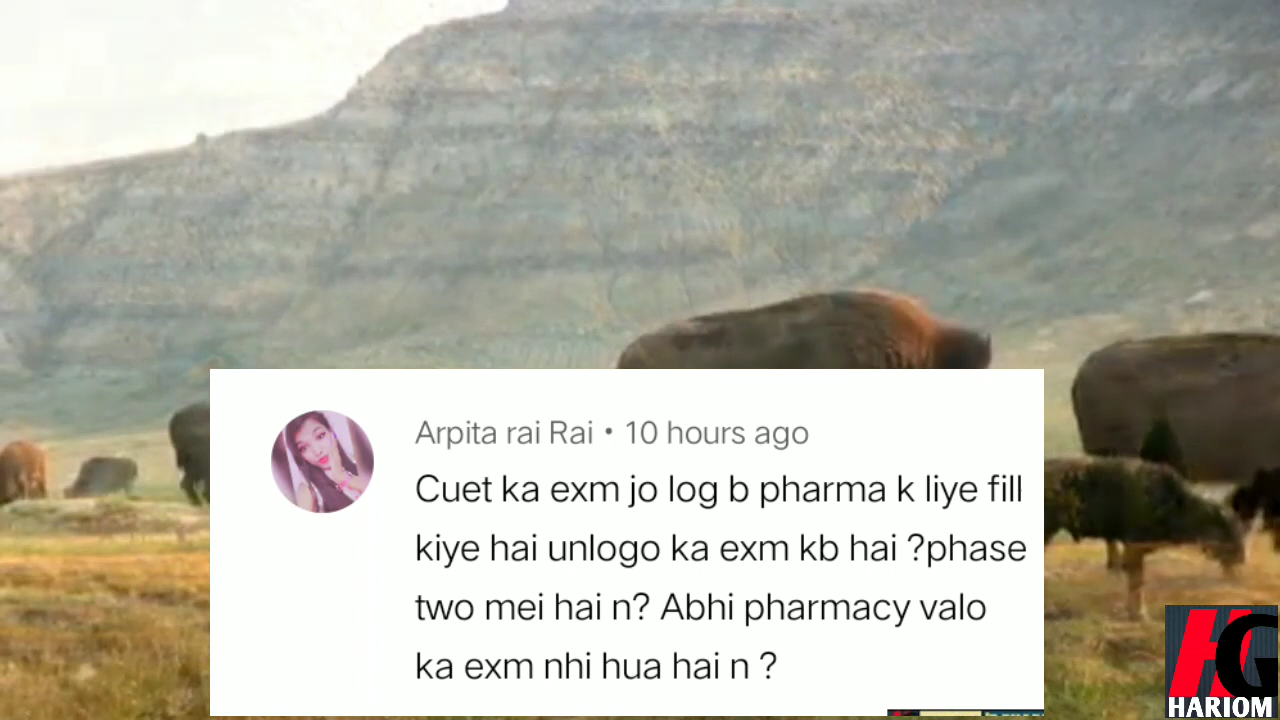 Arpita rai Rai • 10 hours ago
Cuet ka exm jo log b pharma k liye fill
kiye hai unlogo ka exm kb hai ?phase
two mei hai n? Abhi pharmacy valo
ka exm nhi hua hai n ?
HG
HARIOM